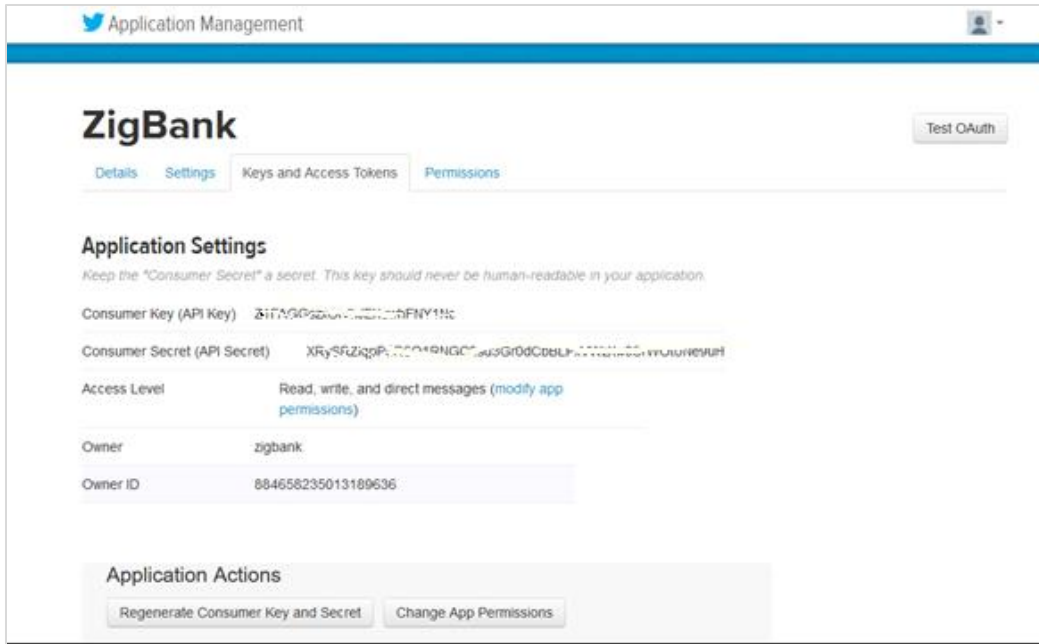 Application Management
ZigBank
Test OAuth
Details Settings Keys and Access Tokens Permissions
Application Settings
Keep the "Consumer Secret" a secret. This key should never be human-readable in your application.
Consumer Key (API Key)
Consumer Secret (API Secret)
Access Level Read, write, and direct messages (modify app
permissions)
Owner zigbank
Owner ID 884658235013189636
Application Actions
Regenerate Consumer Key and Secret Change App Permissions